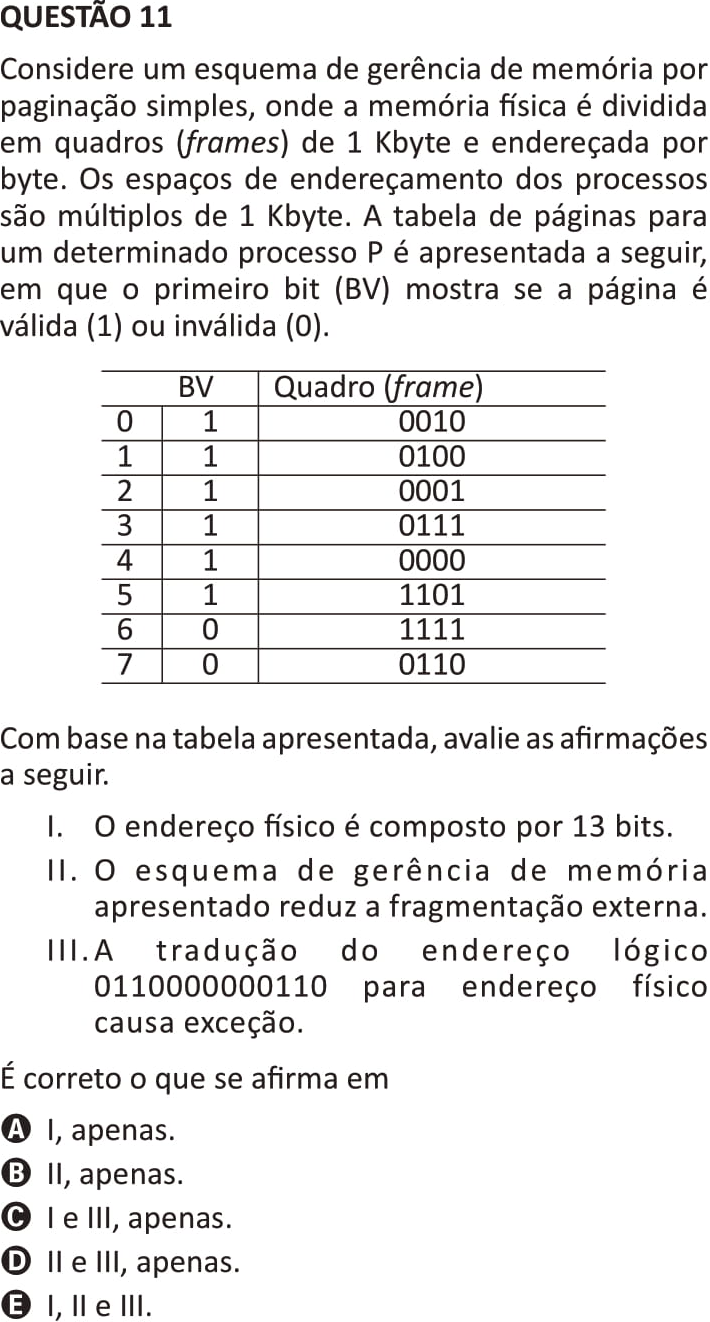 QUESTÃO 11
Considere um esquema de gerência de memória por
paginação simples, onde a memória física é dividida
em quadros (frames) de 1 Kbyte e endereçada por
byte. Os espaços de endereçamento dos processos
são múltiplos de 1 Kbyte. A tabela de páginas para
um determinado processo P é apresentada a seguir,
em que o primeiro bit (BV) mostra se a página é
válida (1) ou inválida (0).
BV Quadro (frame)
0 1 0010
1 1 0100
2 1 0001
3 1 0111
4 1 0000
5 1 1101
6 0 1111
7 0 0110
Com base na tabela apresentada, avalie as afirmações
a seguir.
I. O endereço físico é composto por 13 bits.
II. O esquema de gerência de memória
apresentado reduz a fragmentação externa.
III. A tradução do endereço lógico
0110000000110 para endereço físico
causa exceção.
É correto o que se afirma em
A I, apenas.
B II, apenas.
C I e III, apenas.
D II e III, apenas.
E I, II e III.